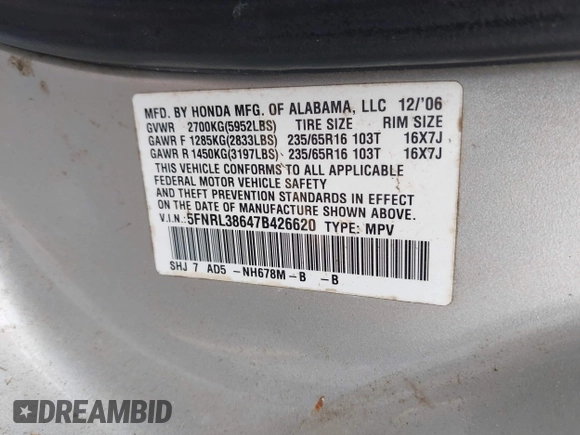 MFD. BY HONDA MFG. OF ALABAMA, LLC 12/'06
GVWR 2700KG(5952LBS) TIRE SIZE RIM SIZE
GAWR F 1285KG(2833LBS) 235/65R16 103T 16X7J
GAWR R 1450KG(3197LBS) 235/65R16 103T 16X7J
THIS VEHICLE CONFORMS TO ALL APPLICABLE
FEDERAL MOTOR VEHICLE SAFETY
AND THEFT PREVENTION STANDARDS IN EFFECT
ON THE DATE OF MANUFACTURE SHOWN ABOVE.
V.I.N.: 5FNRL38647B426620 TYPE: MPV
SHJ 7 AD5 -NH678M-B -B
DREAMBID